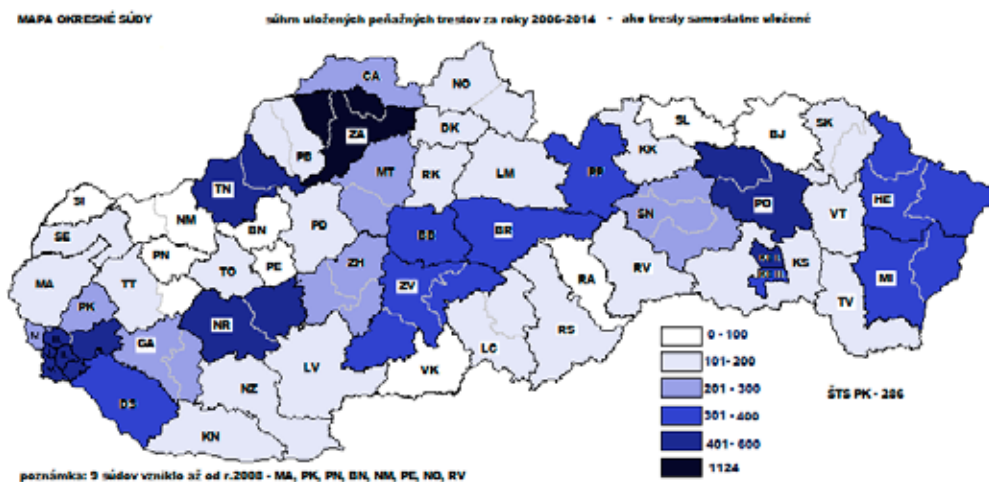 MAPA OKRESNÉ SÚDY
súhrn uložených peňažných trestov za roky 2006-2014 - ako tresty samostatne uložené
CA
NO
ZA
DK
SL
BJ
SK
PB
KK
MT
RK
LM
PP
TN
PO
HE
SI
NM
BN
PD
SN
VT
SE
BB
BR
PN
PE
ZH
TO
KS
MA
TT
ZV
RA
RV
MI
PK
NR
TV
GA
RS
LV
LC
VK
NZ
DS
KN
0 - 100
101 - 200
201 - 300
301 - 400
401 - 600
1124
ŠTS PK - 286
poznámka: 9 súdov vzniklo až od r.2008 - MA, PK, PN, BN, NM, PE, NO, RV